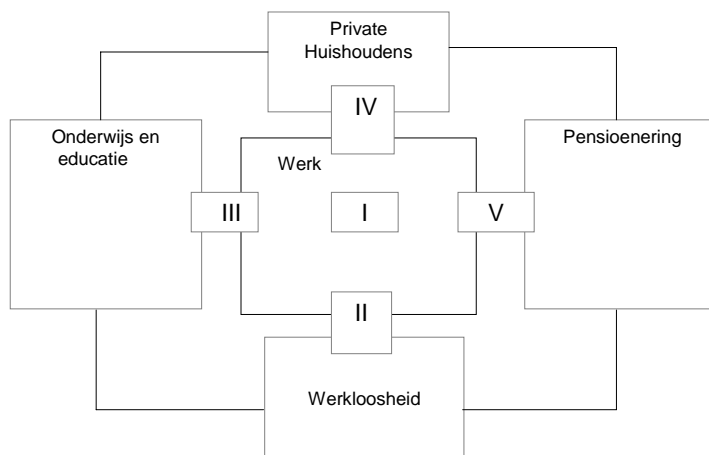 Private
Huishoudens
IV
Onderwijs en
educatie
Pensioenering
Werk
III
I
V
II
Werkloosheid